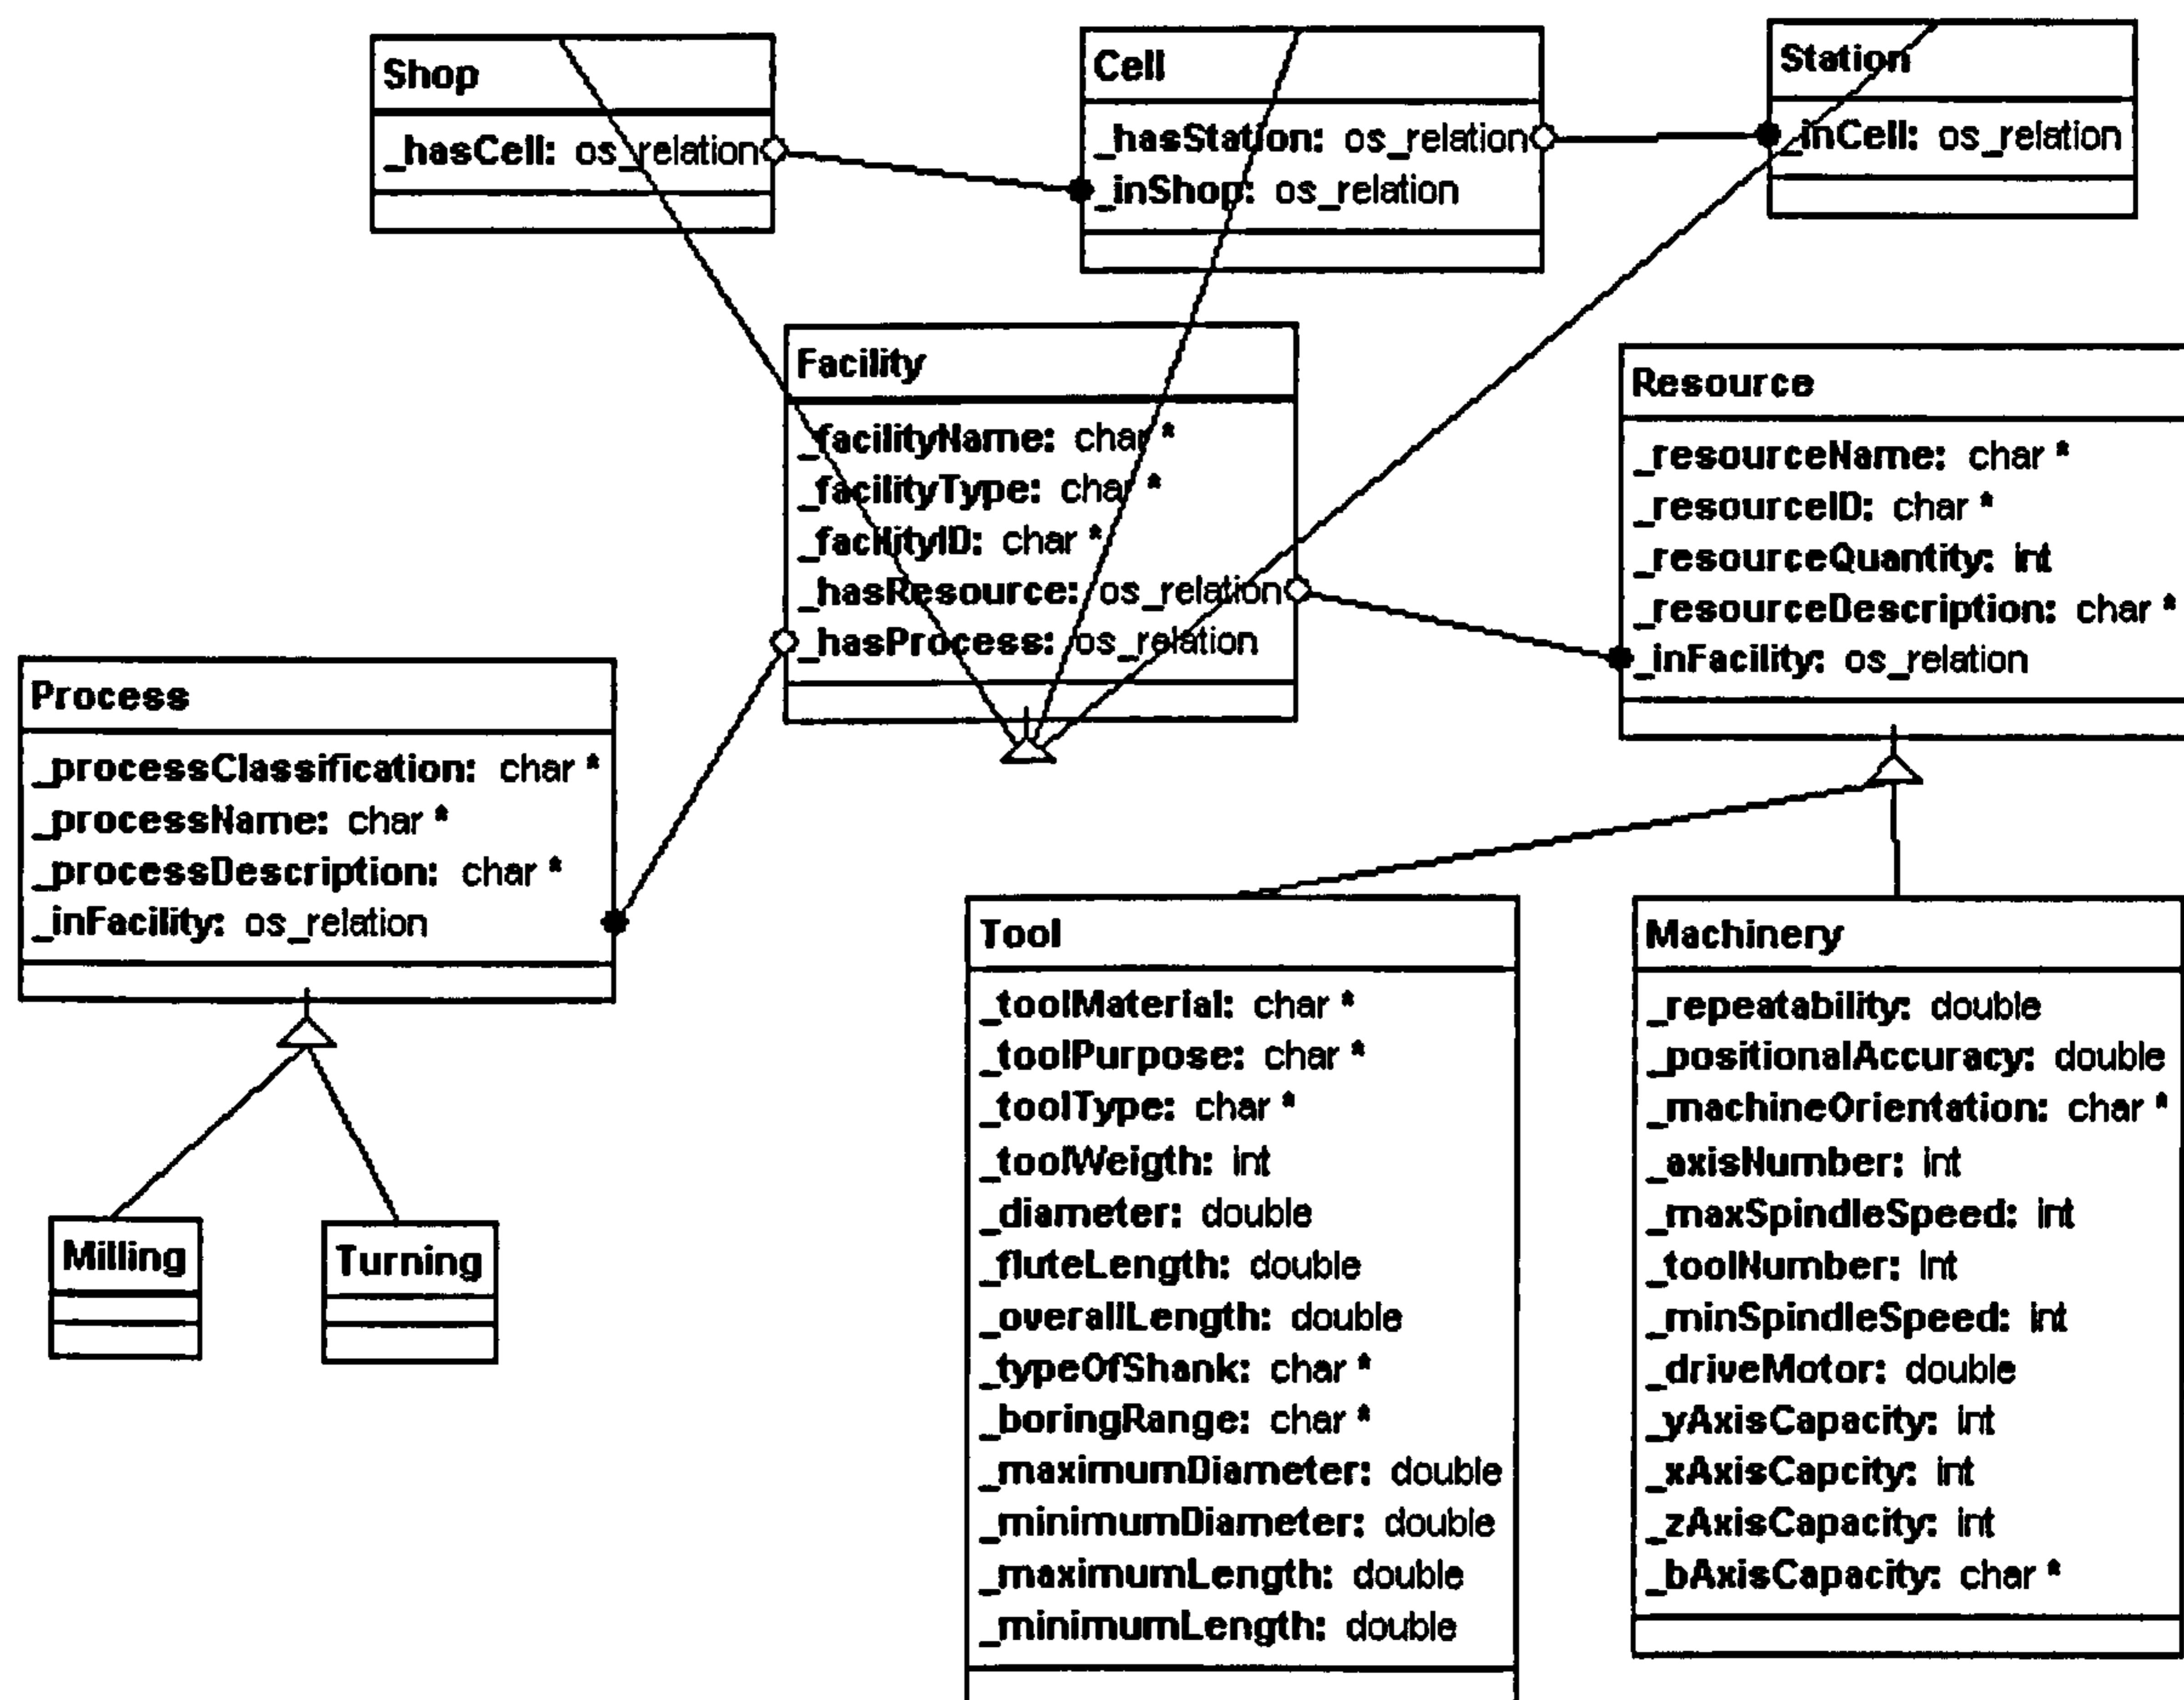 Shop
_hasCell: os_relation
Cell
_hasStation: os_relation
_inShop: os_relation
Station
_inCell: os_relation
Facility
_facilityName: char *
_facilityType: char *
_facilityID: char *
_hasResource: os_relation
_hasProcess: os_relation
Resource
_resourceName: char *
_resourceID: char *
_resourceQuantity: int
_resourceDescription: char *
_inFacility: os_relation
Process
_processClassification: char *
_processName: char *
_processDescription: char *
_inFacility: os_relation
Milling
Turning
Tool
_toolMaterial: char *
_toolPurpose: char *
_toolType: char *
_toolWeigth: int
_diameter: double
_fluteLength: double
_overallLength: double
_typeOfShank: char *
_boringRange: char *
_maximumDiameter: double
_minimumDiameter: double
_maximumLength: double
_minimumLength: double
Machinery
_repeatability: double
_positionalAccuracy: double
_machineOrientation: char *
_axisNumber: int
_maxSpindleSpeed: int
_toolNumber: int
_minSpindleSpeed: int
_driveMotor: double
_yAxisCapacity: int
_xAxisCapcity: int
_zAxisCapacity: int
_bAxisCapacity: char *